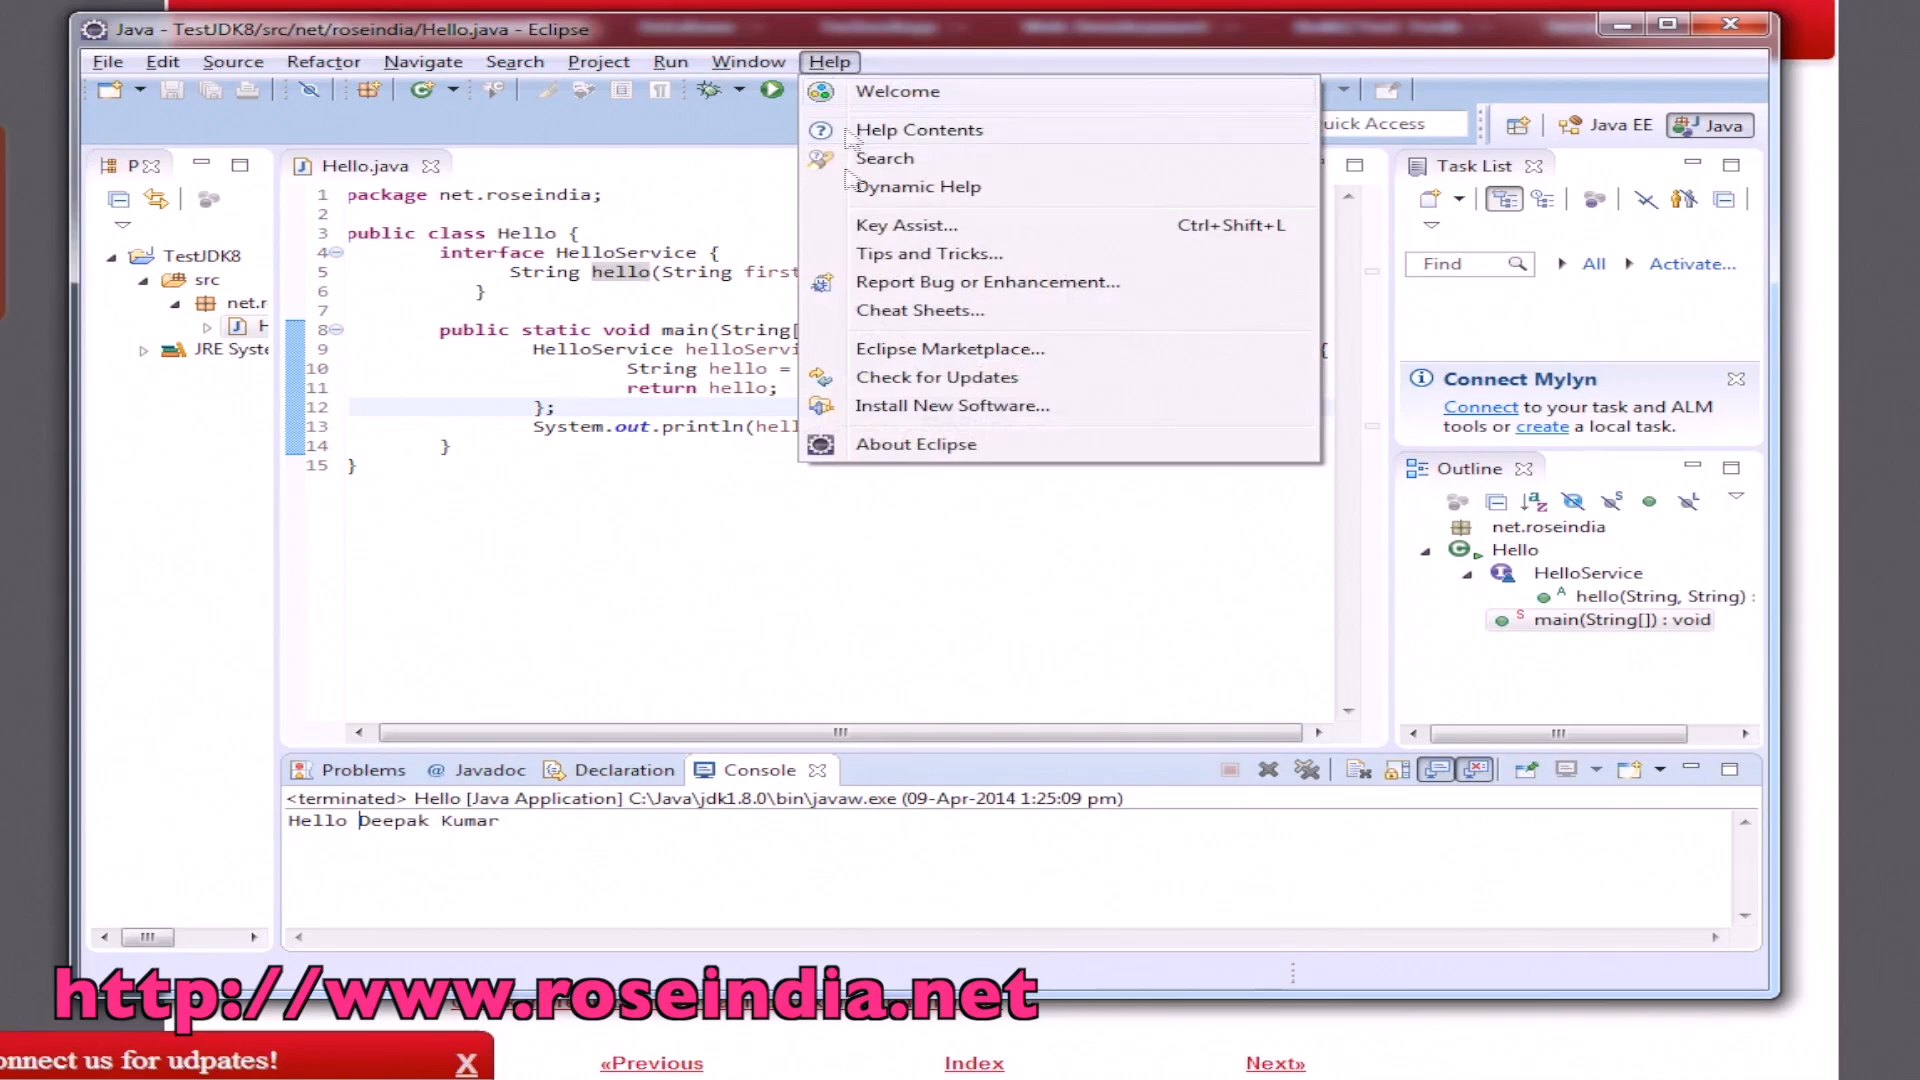 Java - TestJDK8/src/net/roseindia/Hello.java - Eclipse
File Edit Source Refactor Navigate Search Project Run Window Help
Welcome
Help Contents
Search
Dynamic Help
Key Assist... Ctrl+Shift+L
Tips and Tricks...
Report Bug or Enhancement...
Cheat Sheets...
Eclipse Marketplace...
Check for Updates
Install New Software...
About Eclipse
uick Access
Java EE
Java
P
TestJDK8
src
net.r
H
JRE Syste
Hello.java
1 package net.roseindia;
2
3 public class Hello {
4 interface HelloService {
5 String hello(String first
6 }
7
8 public static void main(String[
9 HelloService helloServi {
10 String hello =
11 return hello;
12 };
13 System.out.println(hell
14 }
15 }
Task List
Find
All
Activate...
Connect Mylyn
Connect to your task and ALM
tools or create a local task.
Outline
net.roseindia
Hello
HelloService
hello(String, String) :
main(String[]) : void
Problems
@ Javadoc
Declaration
Console
<terminated> Hello [Java Application] C:\Java\jdk1.8.0\bin\javaw.exe (09-Apr-2014 1:25:09 pm)
Hello Deepak Kumar
http://www.roseindia.net
onnect us for udpates! X
«Previous
Index
Next»